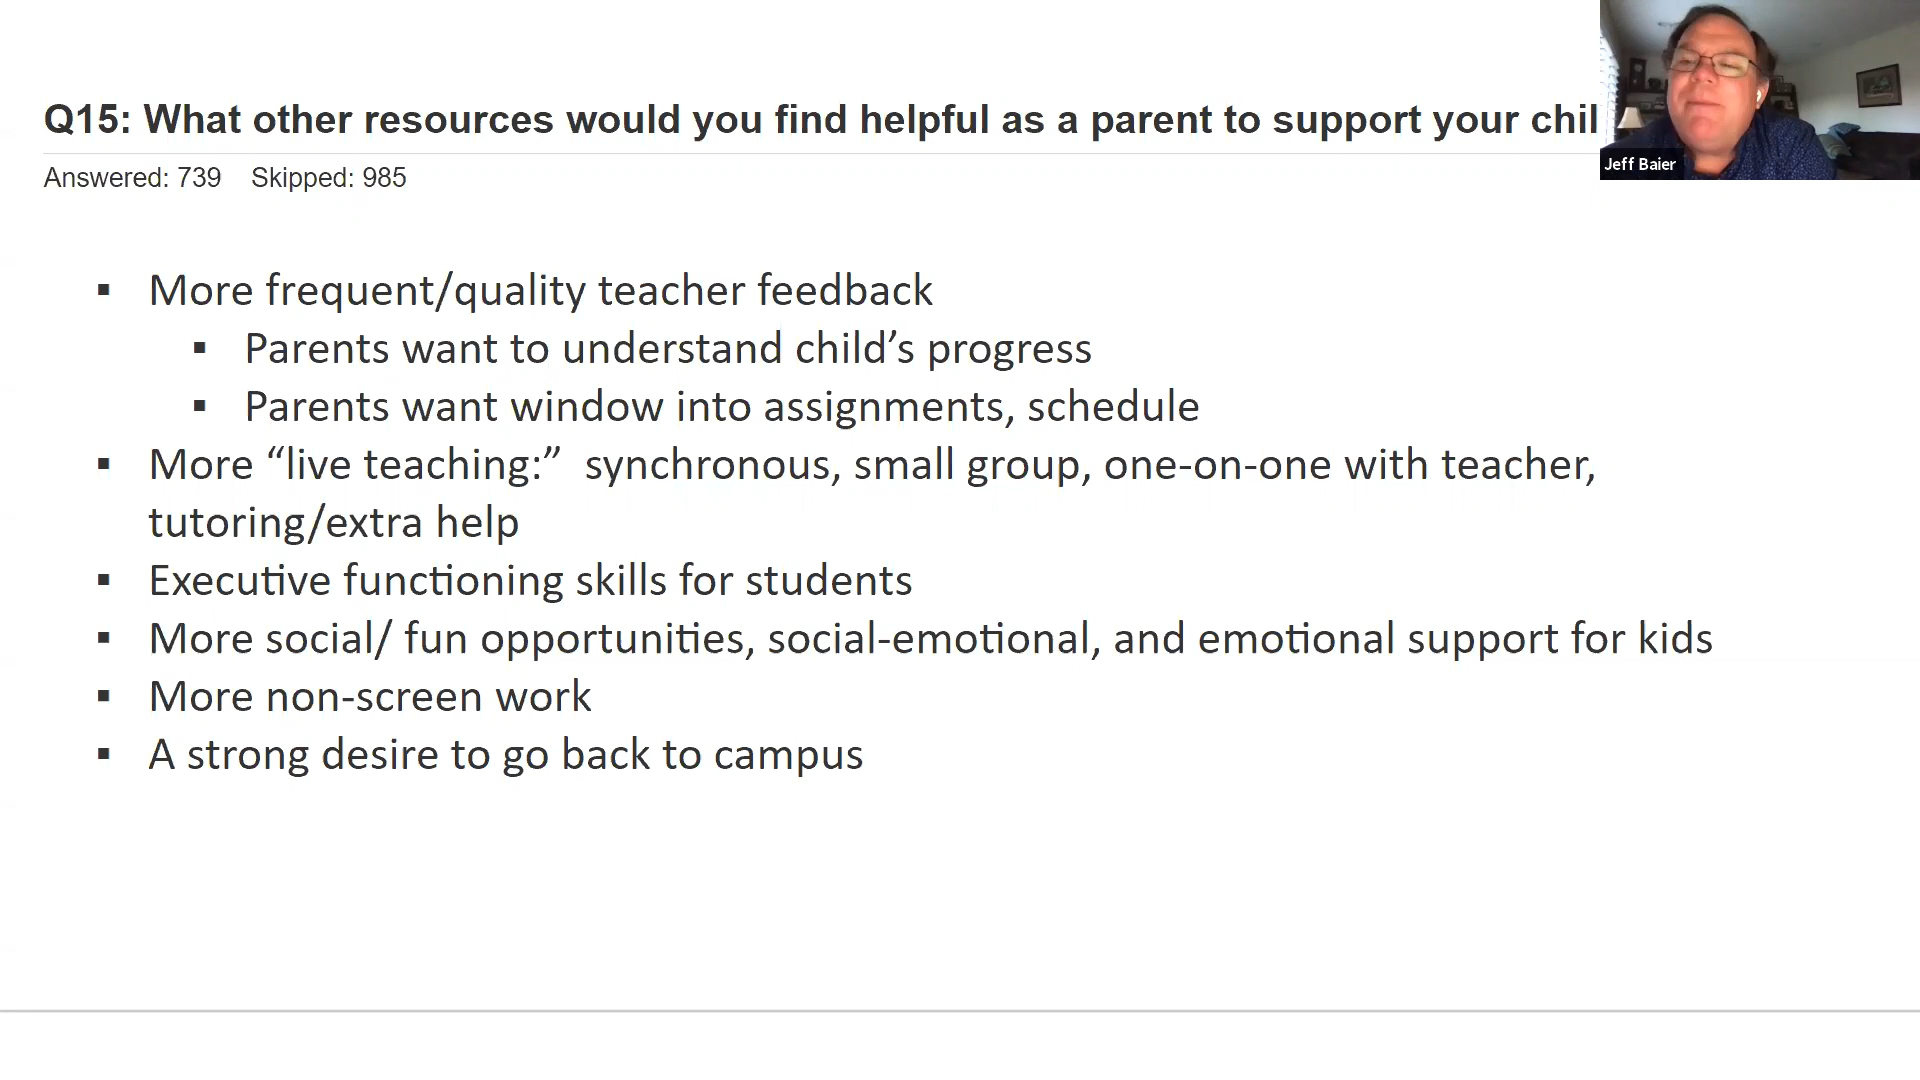 Q15: What other resources would you find helpful as a parent to support your chil
Jeff Baier
Answered: 739 Skipped: 985
▪ More frequent/quality teacher feedback
▪ Parents want to understand child’s progress
▪ Parents want window into assignments, schedule
▪ More “live teaching:” synchronous, small group, one-on-one with teacher,
tutoring/extra help
▪ Executive functioning skills for students
▪ More social/ fun opportunities, social-emotional, and emotional support for kids
▪ More non-screen work
▪ A strong desire to go back to campus